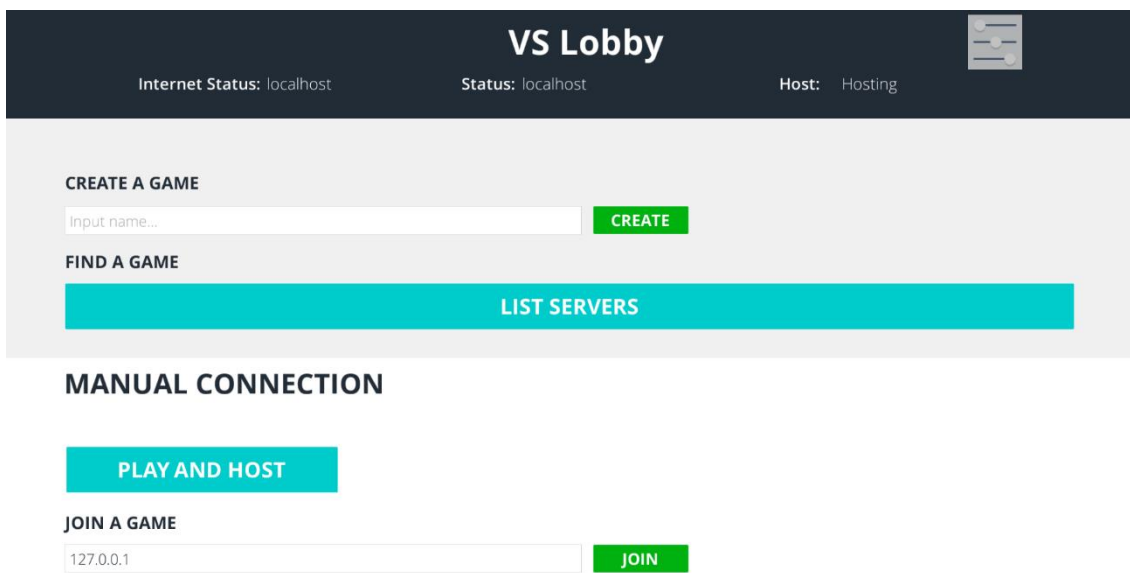 VS Lobby
Internet Status: localhost Status: localhost Host: Hosting
CREATE A GAME
Input name... CREATE
FIND A GAME
LIST SERVERS
MANUAL CONNECTION
PLAY AND HOST
JOIN A GAME
127.0.0.1 JOIN